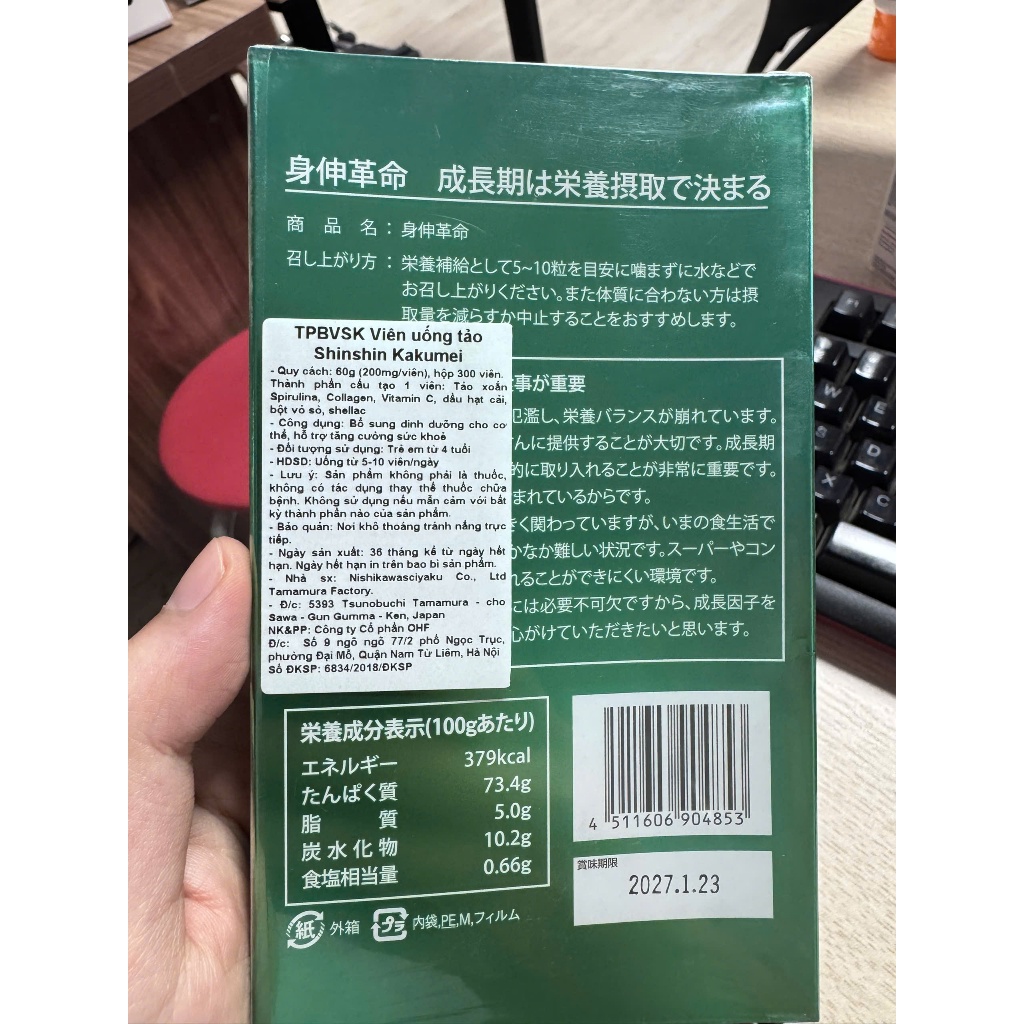 身伸革命 成長期は栄養摂取で決まる
商品名：身伸革命
召し上がり方：栄養補給として5~10粒を目安に噛まずに水などで
お召し上がりください。また体質に合わない方は摂
取量を減らすか中止することをおすすめします。
TPBVSK Viên uống tảo
Shinshin Kakumei
- Quy cách: 60g (200mg/viên), hộp 300 viên.
Thành phần cấu tạo 1 viên: Tảo xoắn
Spirulina, Collagen, Vitamin C, dầu hạt cải,
bột vỏ sò, shellac
- Công dụng: Bổ sung dinh dưỡng cho cơ
thể, hỗ trợ tăng cường sức khoẻ
- Đối tượng sử dụng: Trẻ em từ 4 tuổi
- HDSD: Uống từ 5-10 viên/ngày
- Lưu ý: Sản phẩm không phải là thuốc,
không có tác dụng thay thế thuốc chữa
bệnh. Không sử dụng nếu mẫn cảm với bất
kỳ thành phần nào của sản phẩm.
- Bảo quản: Nơi khô thoáng tránh nắng trực
tiếp.
- Ngày sản xuất: 36 tháng kể từ ngày hết
hạn. Ngày hết hạn in trên bao bì sản phẩm.
- Nhà sx: Nishikawasciyaku Co., Ltd
Tamamura Factory.
- Đ/c: 5393 Tsunobuchi Tamamura - cho
Sawa - Gun Gumma - Ken, Japan
NK&PP: Công ty Cổ phần OHF
Đ/c: Số 9 ngõ ngõ 77/2 phố Ngọc Trục,
phường Đại Mỗ, Quận Nam Từ Liêm, Hà Nội
Số ĐKSP: 6834/2018/ĐKSP
事が重要
氾濫し、栄養バランスが崩れています。
んに提供することが大切です。成長期
的に取り入れることが非常に重要です。
まれているからです。
く関わっていますが、いまの食生活で
かなか難しい状況です。スーパーやコン
れることができにくい環境です。
には必要不可欠ですから、成長因子を
心がけていただきたいと思います。
栄養成分表示(100gあたり)
エネルギー 379kcal
たんぱく質 73.4g
脂質 5.0g
炭水化物 10.2g
食塩相当量 0.66g
紙 外箱 プラ 内袋,PE,M,フィルム
4 511606 904853
賞味期限
2027.1.23
W
E
S
D
X
C